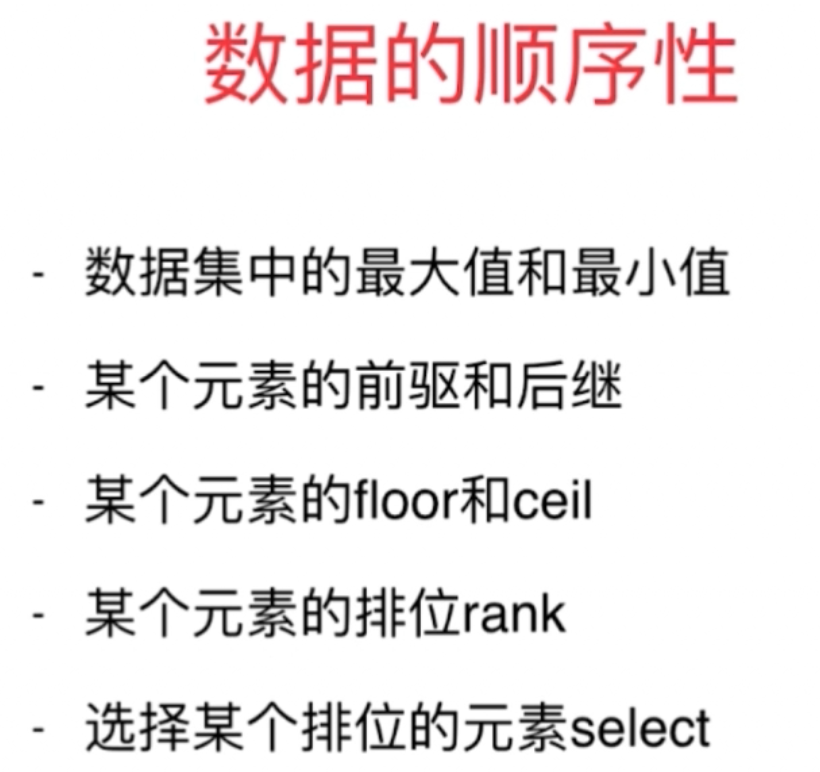 数据的顺序性
- 数据集中的最大值和最小值
- 某个元素的前驱和后继
- 某个元素的floor和ceil
- 某个元素的排位rank
- 选择某个排位的元素select